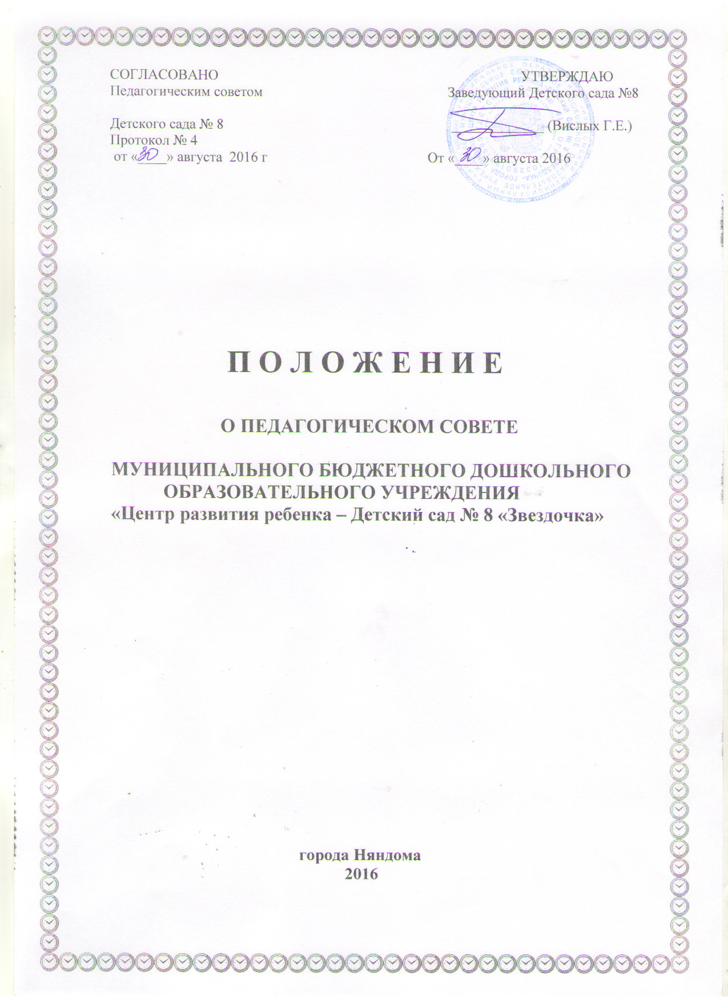 СОГЛАСОВАНО
Педагогическим советом
Детского сада № 8
Протокол № 4
от «30» августа 2016 г
УТВЕРЖДАЮ
Заведующий Детского сада №8
(Вислых Г.Е.)
От «30» августа 2016
ПОЛОЖЕНИЕ
О ПЕДАГОГИЧЕСКОМ СОВЕТЕ
МУНИЦИПАЛЬНОГО БЮДЖЕТНОГО ДОШКОЛЬНОГО
ОБРАЗОВАТЕЛЬНОГО УЧРЕЖДЕНИЯ
«Центр развития ребенка – Детский сад № 8 «Звездочка»
города Няндома
2016